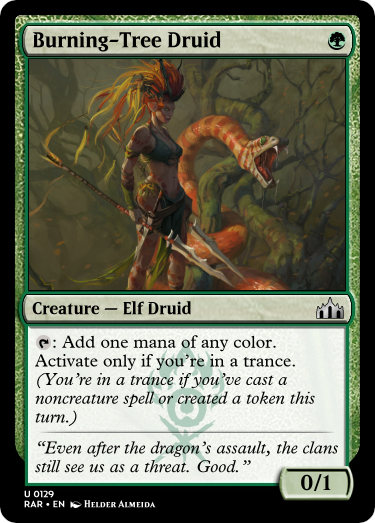 Burning-Tree Druid
Creature — Elf Druid
: Add one mana of any color.
Activate only if you're in a trance.
(You're in a trance if you've cast a
noncreature spell or created a token this
turn.)
“Even after the dragon's assault, the clans
still see us as a threat. Good.”
0/1
U 0129
RAR • EN Helder Almeida